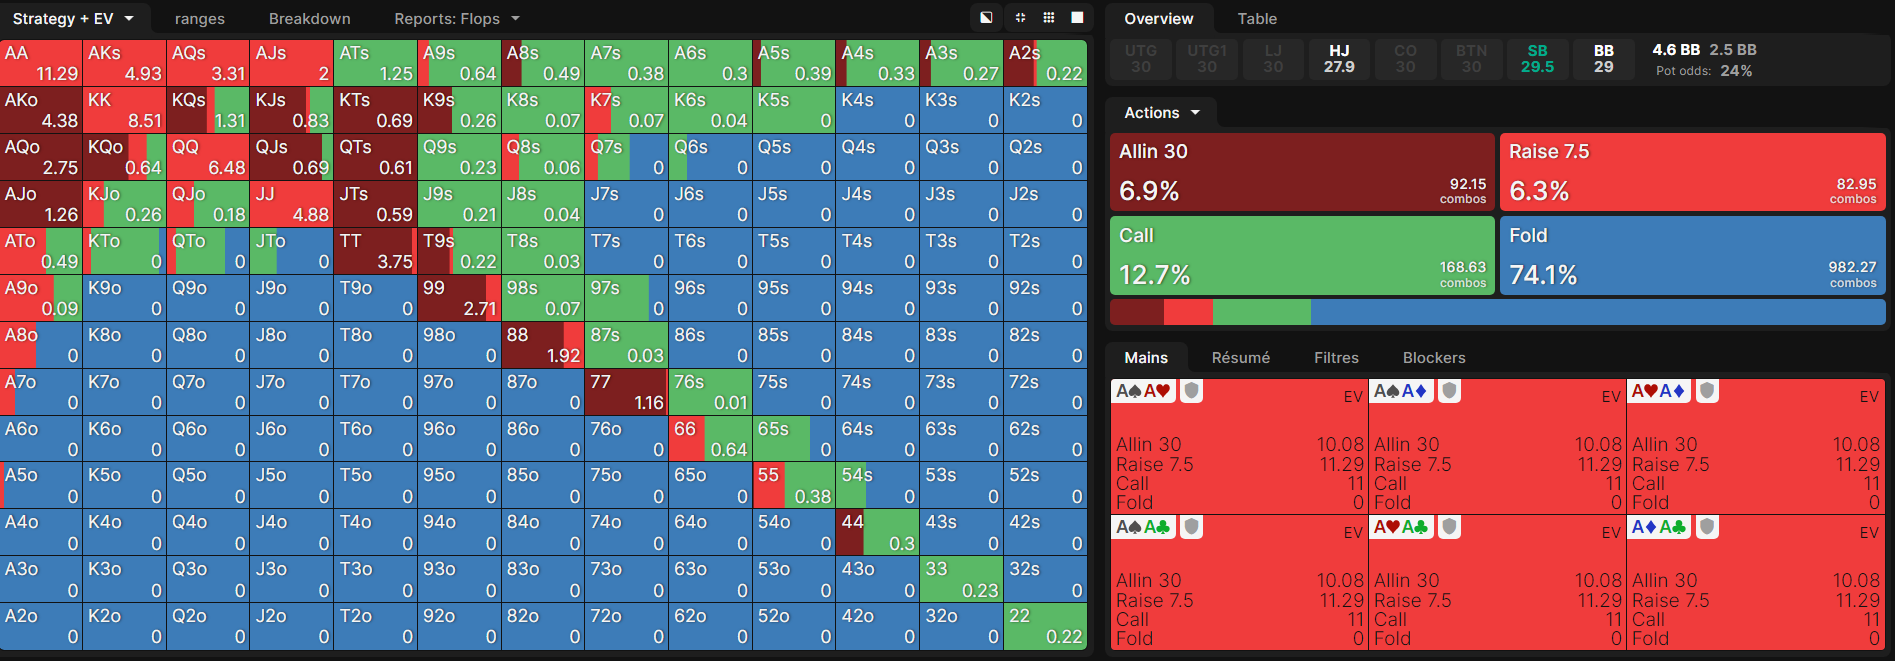 Strategy + EV ranges Breakdown Reports: Flops
AA AKs AQs AJs ATs A9s A8s A7s A6s A5s A4s A3s A2s
11.29 4.93 3.31 2 1.25 0.64 0.49 0.38 0.3 0.39 0.33 0.27 0.22
AKo KK KQs KJs KTs K9s K8s K7s K6s K5s K4s K3s K2s
4.38 8.51 1.31 0.83 0.69 0.26 0.07 0.07 0.04 0 0 0 0
AQo KQo QQ QJs QTs Q9s Q8s Q7s Q6s Q5s Q4s Q3s Q2s
2.75 0.64 6.48 0.69 0.61 0.23 0.06 0 0 0 0 0 0
AJo KJo QJo JJ JTs J9s J8s J7s J6s J5s J4s J3s J2s
1.26 0.26 0.18 4.88 0.59 0.21 0.04 0 0 0 0 0 0
ATo KTo QTo JTo TT T9s T8s T7s T6s T5s T4s T3s T2s
0.49 0 0 0 3.75 0.22 0.03 0 0 0 0 0 0
A9o K9o Q9o J9o T9o 99 98s 97s 96s 95s 94s 93s 92s
0.09 0 0 0 0 2.71 0.07 0 0 0 0 0 0
A8o K8o Q8o J8o T8o 98o 88 87s 86s 85s 84s 83s 82s
0 0 0 0 0 0 1.92 0.03 0 0 0 0 0
A7o K7o Q7o J7o T7o 97o 87o 77 76s 75s 74s 73s 72s
0 0 0 0 0 0 0 1.16 0.01 0 0 0 0
A6o K6o Q6o J6o T6o 96o 86o 76o 66 65s 64s 63s 62s
0 0 0 0 0 0 0 0 0.64 0 0 0 0
A5o K5o Q5o J5o T5o 95o 85o 75o 65o 55 54s 53s 52s
0 0 0 0 0 0 0 0 0 0.38 0 0 0
A4o K4o Q4o J4o T4o 94o 84o 74o 64o 54o 44 43s 42s
0 0 0 0 0 0 0 0 0 0 0.3 0 0
A3o K3o Q3o J3o T3o 93o 83o 73o 63o 53o 43o 33 32s
0 0 0 0 0 0 0 0 0 0 0 0.23 0
A2o K2o Q2o J2o T2o 92o 82o 72o 62o 52o 42o 32o 22
0 0 0 0 0 0 0 0 0 0 0 0 0.22
Overview Table
UTG UTG1 LJ HJ CO BTN SB BB 4.6 BB 2.5 BB
30 30 30 27.9 30 30 29.5 29 Pot odds: 24%
Actions
Allin 30 Raise 7.5
6.9% 92.15 combos 6.3% 82.95 combos
Call Fold
12.7% 168.63 combos 74.1% 982.27 combos
Mains Résumé Filtres Blockers
A♠A♥ EV A♠A♦ EV A♥A♦ EV
Allin 30 10.08 Allin 30 10.08 Allin 30 10.08
Raise 7.5 11.29 Raise 7.5 11.29 Raise 7.5 11.29
Call 11 Call 11 Call 11
Fold 0 Fold 0 Fold 0
A♠A♣ EV A♥A♣ EV A♦A♣ EV
Allin 30 10.08 Allin 30 10.08 Allin 30 10.08
Raise 7.5 11.29 Raise 7.5 11.29 Raise 7.5 11.29
Call 11 Call 11 Call 11
Fold 0 Fold 0 Fold 0